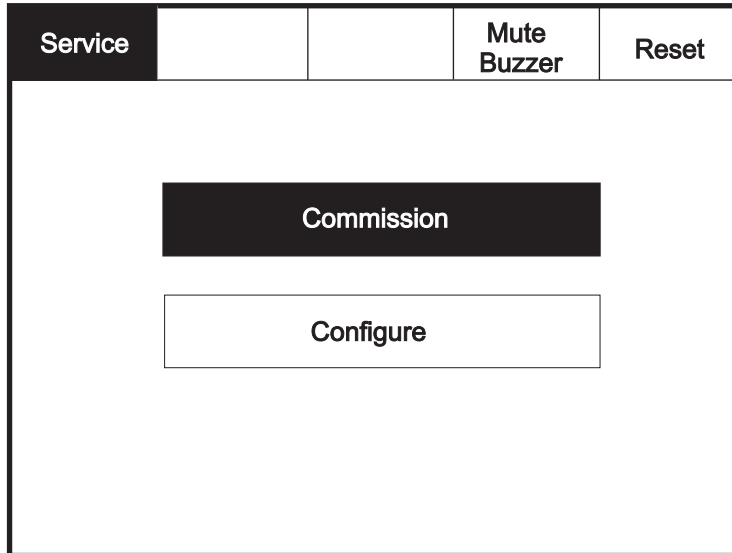 Service
Mute
Buzzer
Reset
Commission
Configure